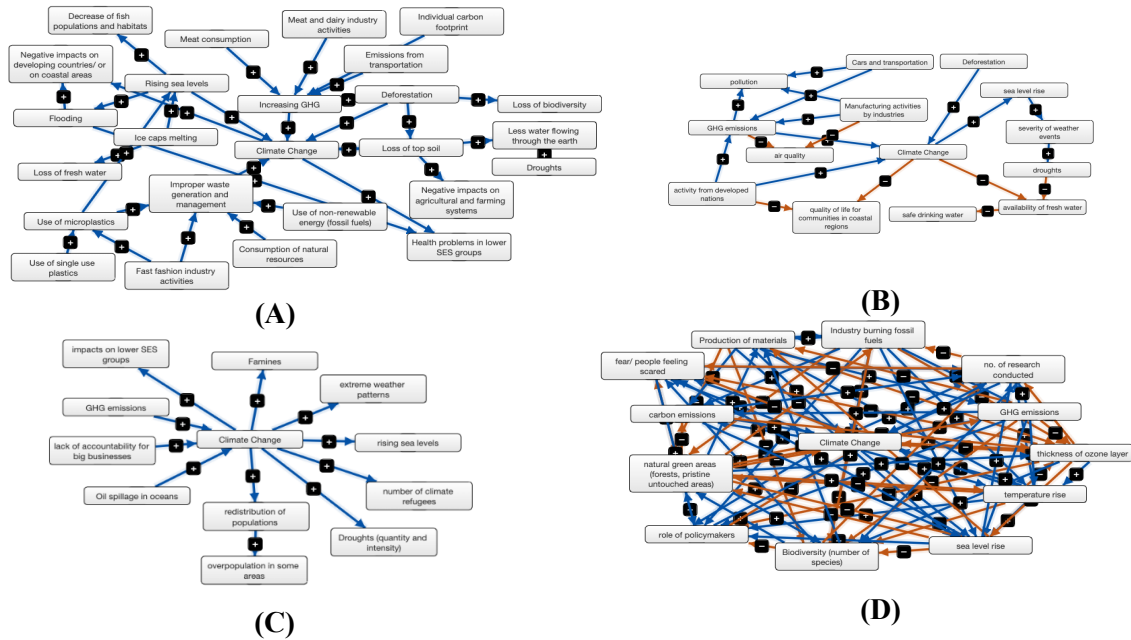 Decrease of fish
populations and habitats
Meat and dairy industry
activities
Individual carbon
footprint
Meat consumption
Negative impacts on
developing countries/ or
on coastal areas
Rising sea levels
Emissions from
transportation
Increasing GHG
Deforestation
Loss of biodiversity
Flooding
Ice caps melting
Climate Change
Loss of top soil
Less water flowing
through the earth
Droughts
Loss of fresh water
Improper waste
generation and
management
Negative impacts on
agricultural and farming
systems
Use of microplastics
Use of non-renewable
energy (fossil fuels)
Consumption of natural
resources
Health problems in lower
SES groups
Use of single use
plastics
Fast fashion industry
activities
(A)
Cars and transportation
Deforestation
pollution
sea level rise
Manufacturing activities
by industries
GHG emissions
severity of weather
events
air quality
Climate Change
droughts
activity from developed
nations
quality of life for
communities in coastal
regions
safe drinking water
availability of fresh water
(B)
impacts on lower SES
groups
Famines
extreme weather
patterns
GHG emissions
Climate Change
rising sea levels
lack of accountability for
big businesses
Oil spillage in oceans
number of climate
refugees
redistribution of
populations
Droughts (quantity and
intensity)
overpopulation in some
areas
(C)
Production of materials
Industry burning fossil
fuels
fear/ people feeling
scared
no. of research
conducted
carbon emissions
GHG emissions
Climate Change
thickness of ozone layer
natural green areas
(forests, pristine
untouched areas)
temperature rise
role of policymakers
Biodiversity (number of
species)
sea level rise
(D)